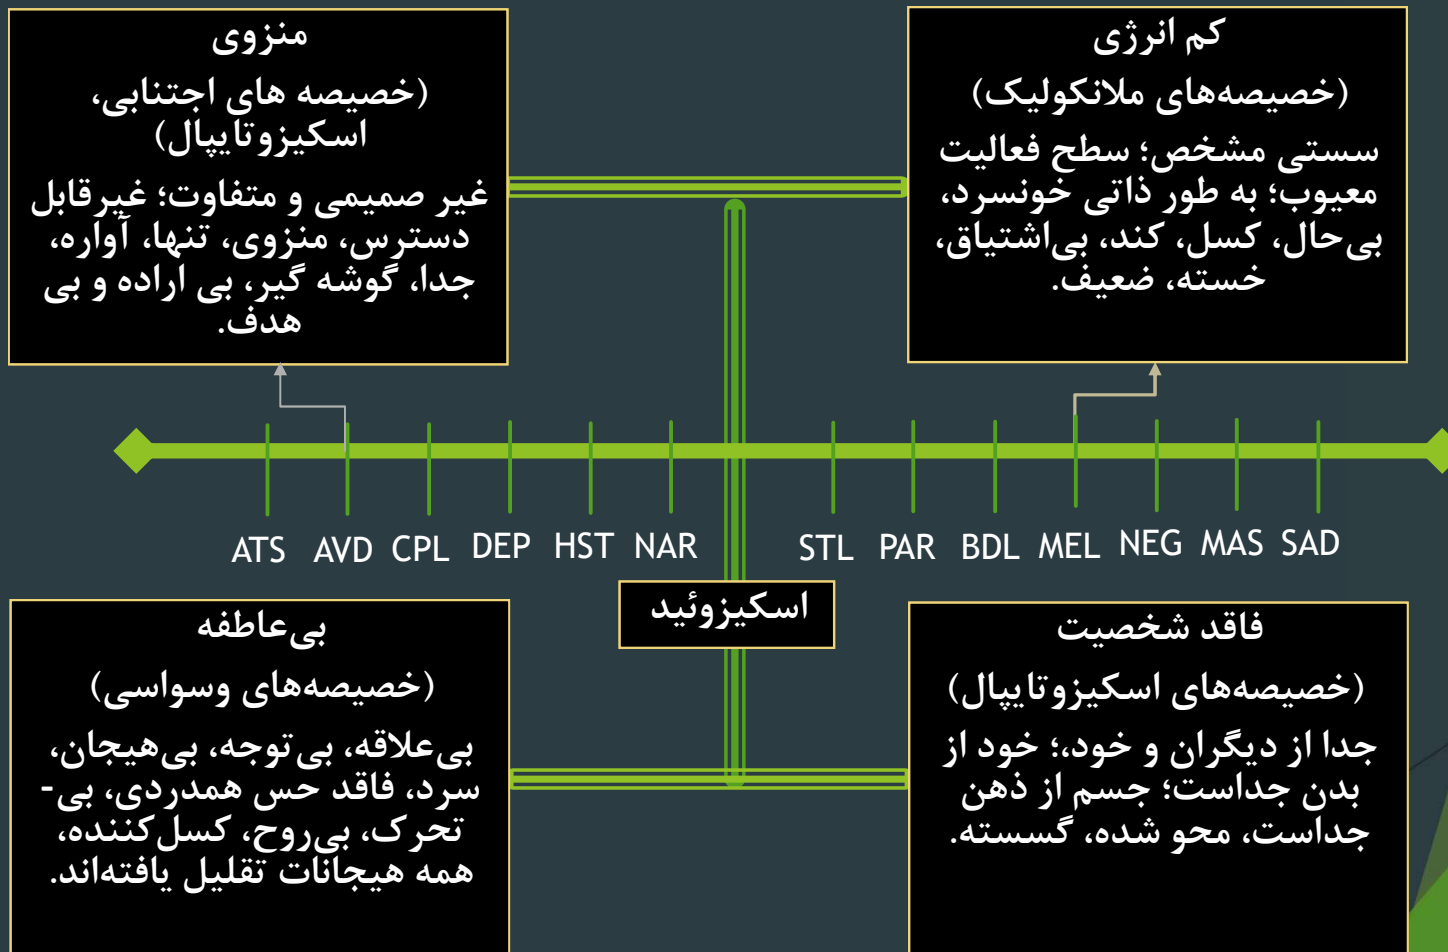 منزوی
(خصیصه های اجتنابی،
اسکیزوتایپال)
غیر صمیمی و متفاوت؛ غیرقابل
دسترس، منزوی، تنها، آواره،
جدا، گوشه گیر، بی اراده و بی
هدف.
کم انرژی
(خصیصه‌های ملانکولیک)
سستی مشخص؛ سطح فعالیت
معیوب؛ به طور ذاتی خونسرد،
بی‌حال، کسل، کند، بی‌اشتیاق،
خسته، ضعیف.
ATS AVD CPL DEP HST NAR STL PAR BDL MEL NEG MAS SAD
اسکیزوئید
بی‌عاطفه
(خصیصه‌های وسواسی)
بی‌علاقه، بی‌توجه، بی‌هیجان،
سرد، فاقد حس همدردی، بی-
تحرک، بی‌روح، کسل‌کننده،
همه هیجانات تقلیل یافته‌اند.
فاقد شخصیت
(خصیصه‌های اسکیزوتایپال)
جدا از دیگران و خود،؛ خود از
بدن جداست؛ جسم از ذهن
جداست، محو شده، گسسته.